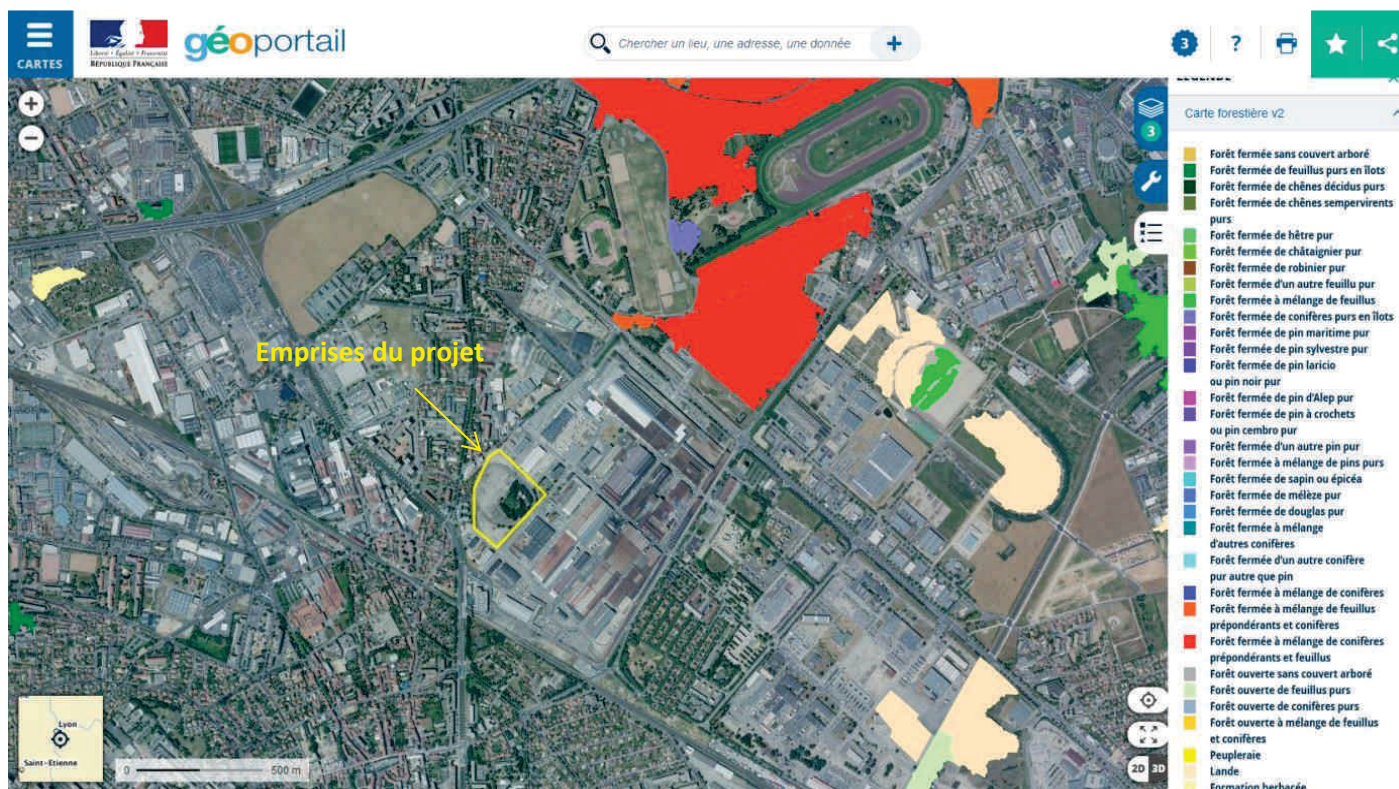 CARTES
Liberté • Égalité • Fraternité
RÉPUBLIQUE FRANÇAISE
géoportail
Chercher un lieu, une adresse, une donnée
+
3
?
+
−
3
LÉGENDE
Carte forestière v2
Forêt fermée sans couvert arboré
Forêt fermée de feuillus purs en îlots
Forêt fermée de chênes décidus purs
Forêt fermée de chênes sempervirents
purs
Forêt fermée de hêtre pur
Forêt fermée de châtaignier pur
Forêt fermée de robinier pur
Forêt fermée d'un autre feuillu pur
Forêt fermée à mélange de feuillus
Forêt fermée de conifères purs en îlots
Forêt fermée de pin maritime pur
Forêt fermée de pin sylvestre pur
Forêt fermée de pin laricio
ou pin noir pur
Forêt fermée de pin d'Alep pur
Forêt fermée de pin à crochets
ou pin cembro pur
Forêt fermée d'un autre pin pur
Forêt fermée à mélange de pins purs
Forêt fermée de sapin ou épicéa
Forêt fermée de mélèze pur
Forêt fermée de douglas pur
Forêt fermée à mélange
d'autres conifères
Forêt fermée d'un autre conifère
pur autre que pin
Forêt fermée à mélange de conifères
Forêt fermée à mélange de feuillus
prépondérants et conifères
Forêt fermée à mélange de conifères
prépondérants et feuillus
Forêt ouverte sans couvert arboré
Forêt ouverte de feuillus purs
Forêt ouverte de conifères purs
Forêt ouverte à mélange de feuillus
et conifères
Peupleraie
Lande
Formation herbacée
Emprises du projet
Lyon
Saint-Etienne
0 500 m
2D 3D